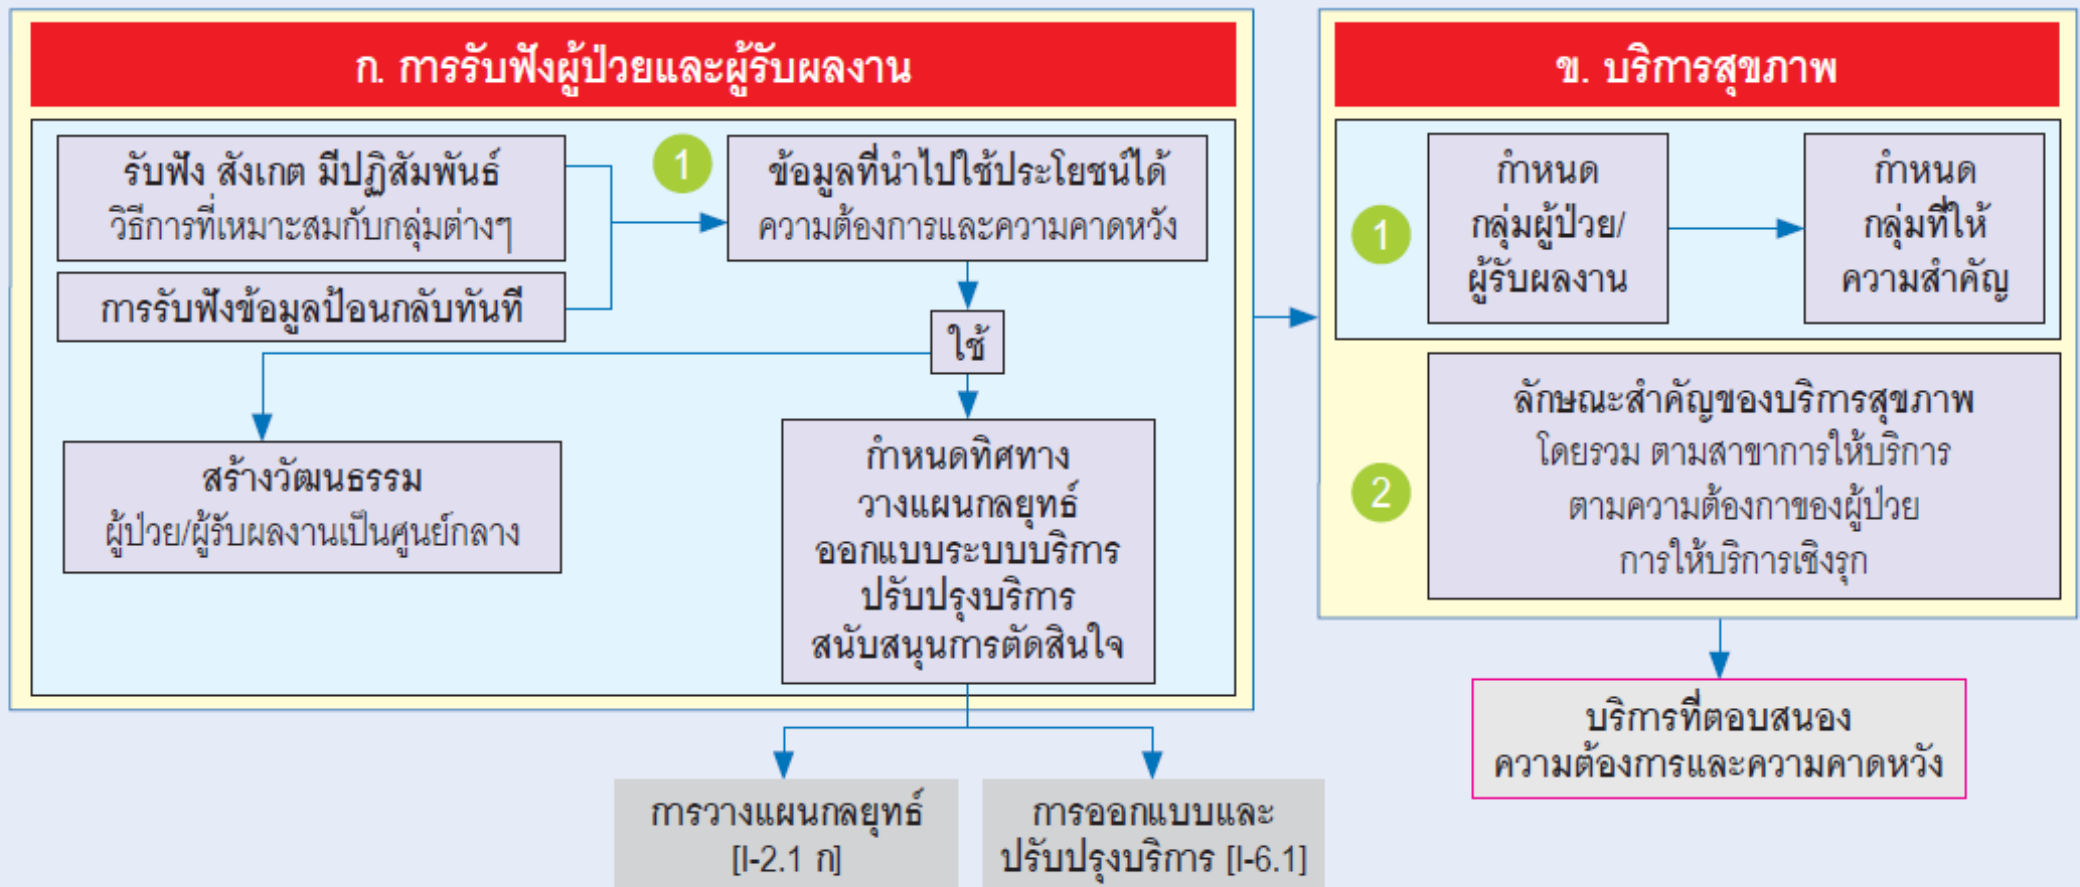 ก. การรับฟังผู้ป่วยและผู้รับผลงาน
รับฟัง สังเกต มีปฏิสัมพันธ์
วิธีการที่เหมาะสมกับกลุ่มต่างๆ
การรับฟังข้อมูลป้อนกลับทันที
1
ข้อมูลที่นำไปใช้ประโยชน์ได้
ความต้องการและความคาดหวัง
ใช้
สร้างวัฒนธรรม
ผู้ป่วย/ผู้รับผลงานเป็นศูนย์กลาง
กำหนดทิศทาง
วางแผนกลยุทธ์
ออกแบบระบบบริการ
ปรับปรุงบริการ
สนับสนุนการตัดสินใจ
การวางแผนกลยุทธ์
[I-2.1 ก]
การออกแบบและ
ปรับปรุงบริการ [I-6.1]
ข. บริการสุขภาพ
1
กำหนด
กลุ่มผู้ป่วย/
ผู้รับผลงาน
กำหนด
กลุ่มที่ให้
ความสำคัญ
2
ลักษณะสำคัญของบริการสุขภาพ
โดยรวม ตามสาขาการให้บริการ
ตามความต้องกาของผู้ป่วย
การให้บริการเชิงรุก
บริการที่ตอบสนอง
ความต้องการและความคาดหวัง